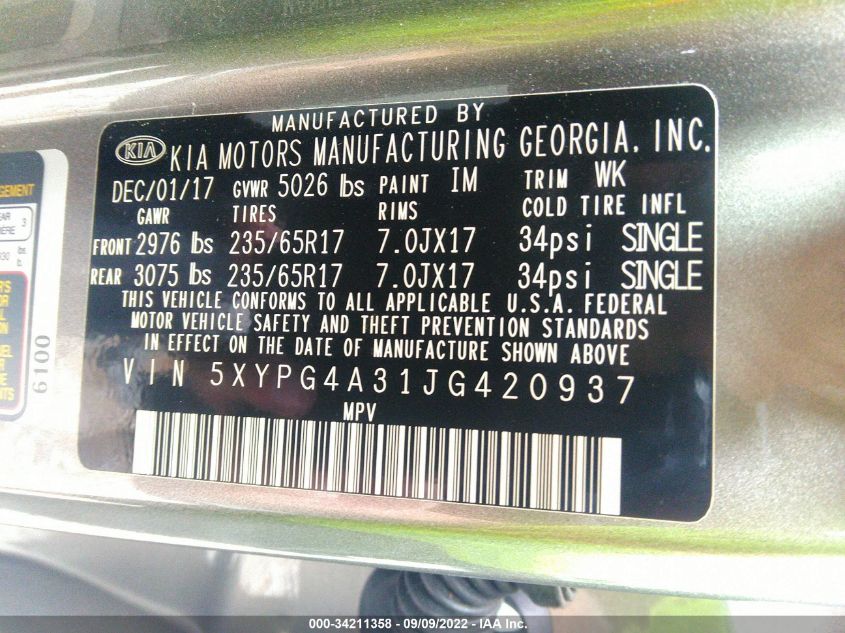 MANUFACTURED BY
KIA KIA MOTORS MANUFACTURING GEORGIA, INC.
DEC/01/17 GVWR 5026 lbs PAINT IM TRIM WK
GAWR TIRES RIMS COLD TIRE INFL
FRONT 2976 lbs 235/65R17 7.0JX17 34psi SINGLE
REAR 3075 lbs 235/65R17 7.0JX17 34psi SINGLE
THIS VEHICLE CONFORMS TO ALL APPLICABLE U.S.A. FEDERAL
MOTOR VEHICLE SAFETY AND THEFT PREVENTION STANDARDS
IN EFFECT ON THE DATE OF MANUFACTURE SHOWN ABOVE
VIN 5XYPG4A31JG420937
MPV
6100
000-34211358 - 09/09/2022 - IAA Inc.